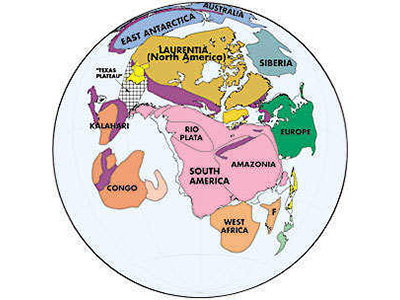 AUSTRALIA
EAST ANTARCTICA
LAURENTIA
(North America)
SIBERIA
"TEXAS
PLATEAU"
KALAHARI
RIO
PLATA
EUROPE
AMAZONIA
SOUTH
AMERICA
CONGO
WEST
AFRICA
F